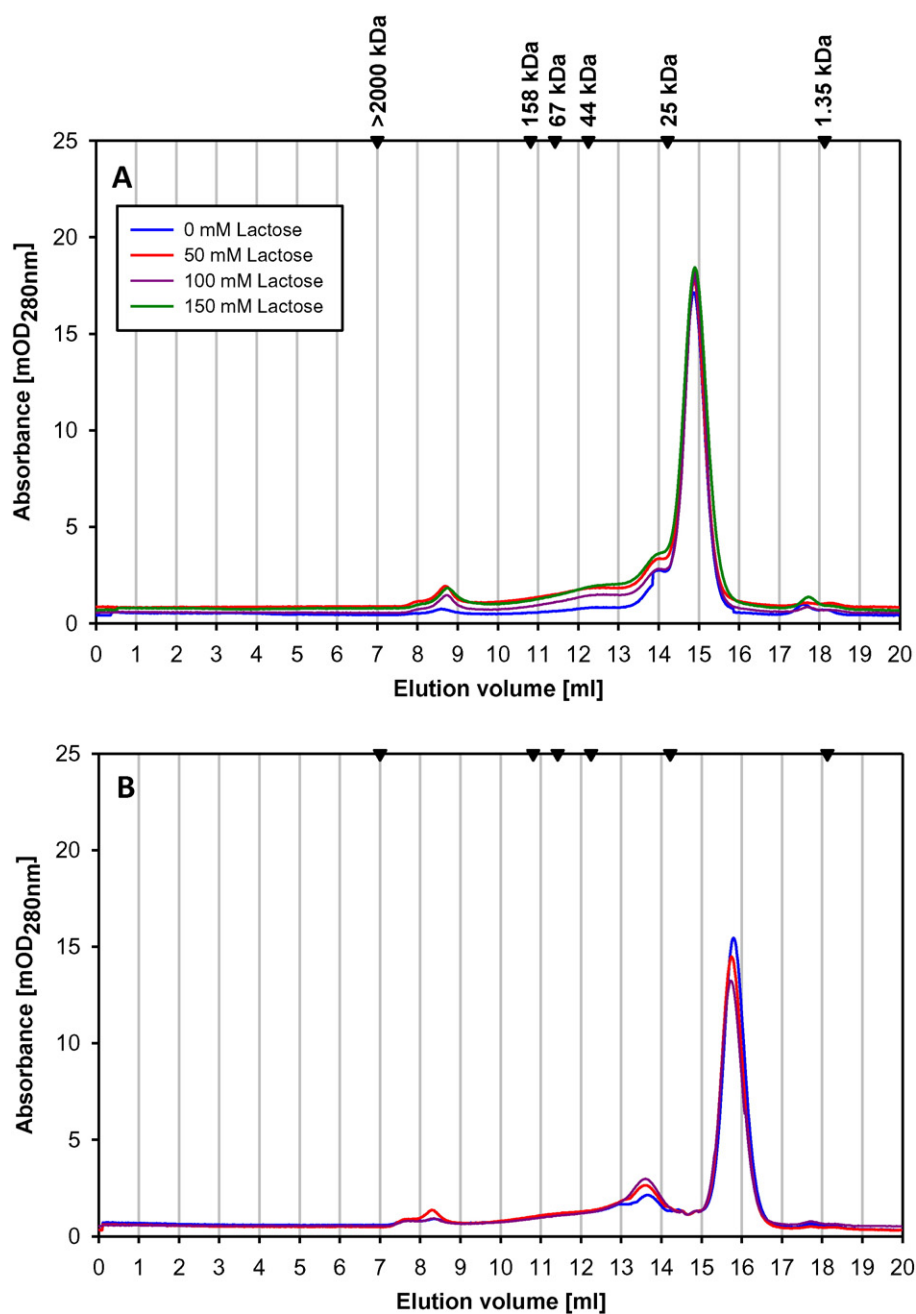 >2000 kDa
158 kDa
67 kDa
44 kDa
25 kDa
1.35 kDa
A
0 mM Lactose
50 mM Lactose
100 mM Lactose
150 mM Lactose
25
20
15
10
5
0
Absorbance [mOD280nm]
0 1 2 3 4 5 6 7 8 9 10 11 12 13 14 15 16 17 18 19 20
Elution volume [ml]
B
25
20
15
10
5
0
Absorbance [mOD280nm]
0 1 2 3 4 5 6 7 8 9 10 11 12 13 14 15 16 17 18 19 20
Elution volume [ml]